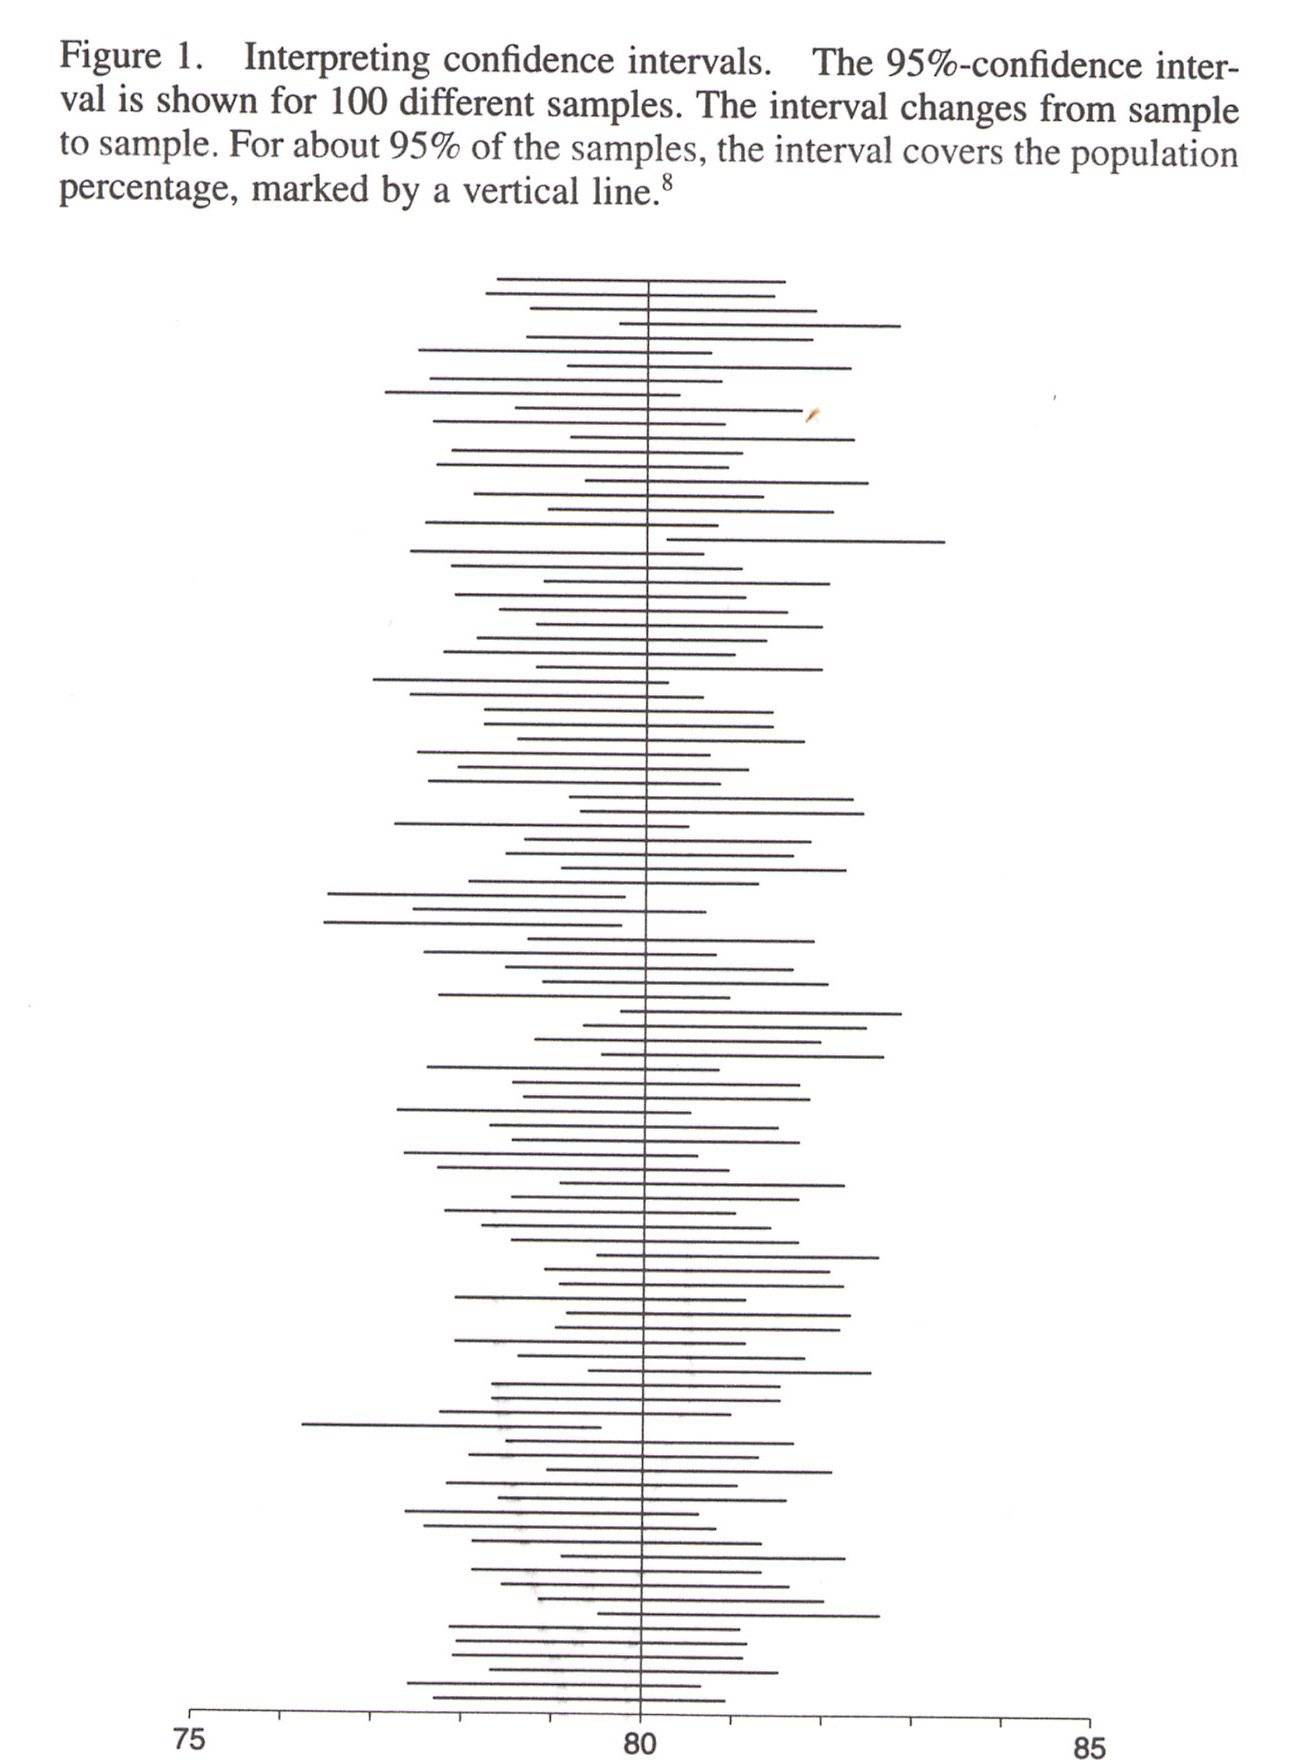 Figure 1. Interpreting confidence intervals. The 95%-confidence inter-
val is shown for 100 different samples. The interval changes from sample
to sample. For about 95% of the samples, the interval covers the population
percentage, marked by a vertical line.⁸
75 80 85